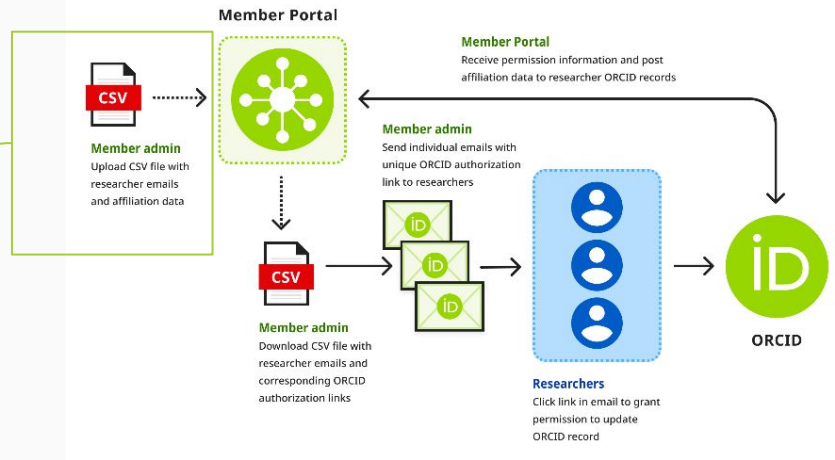 Member Portal
CSV
Member admin
Upload CSV file with
researcher emails
and affiliation data
Member Portal
Receive permission information and post
affiliation data to researcher ORCID records
Member admin
Send individual emails with
unique ORCID authorization
link to researchers
iD
iD
iD
CSV
Member admin
Download CSV file with
researcher emails and
corresponding ORCID
authorization links
Researchers
Click link in email to grant
permission to update
ORCID record
iD
ORCID